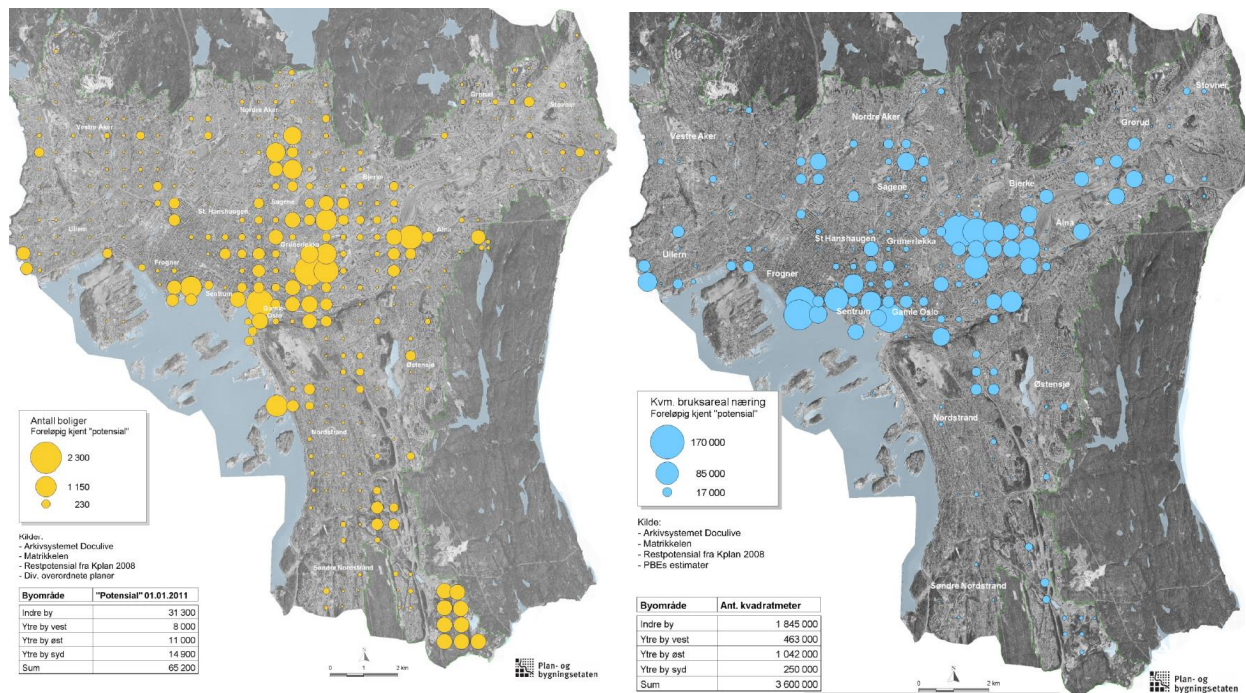 Grorud
Stovner
Nordre Aker
Vestre Aker
Bjerke
Sagene
St. Hanshaugen
Ullern
Alna
Grünerløkka
Frogner
Sentrum
Gamle
Oslo
Østensjø
Nordstrand
Søndre Nordstrand
Antall boliger
Foreløpig kjent "potensial"
2 300
1 150
230
Kilder:
- Arkivsystemet Doculive
- Matrikkelen
- Restpotensial fra Kplan 2008
- Div. overordnete planer
Byområde "Potensial" 01.01.2011
Indre by 31 300
Ytre by vest 8 000
Ytre by øst 11 000
Ytre by syd 14 900
Sum 65 200
N
0 1 2 km
Plan- og
bygningsetaten
Stovner
Grorud
Nordre Aker
Vestre Aker
Bjerke
Sagene
Alna
St Hanshaugen
Grünerløkka
Ullern
Frogner
Sentrum
Gamle Oslo
Østensjø
Nordstrand
Søndre Nordstrand
Kvm. bruksareal næring
Foreløpig kjent "potensial"
170 000
85 000
17 000
Kilde:
- Arkivsystemet Doculive
- Matrikkelen
- Restpotensial fra Kplan 2008
- PBEs estimater
Byområde Ant. kvadratmeter
Indre by 1 845 000
Ytre by vest 463 000
Ytre by øst 1 042 000
Ytre by syd 250 000
Sum 3 600 000
N
0 2 km
Plan- og
bygningsetaten